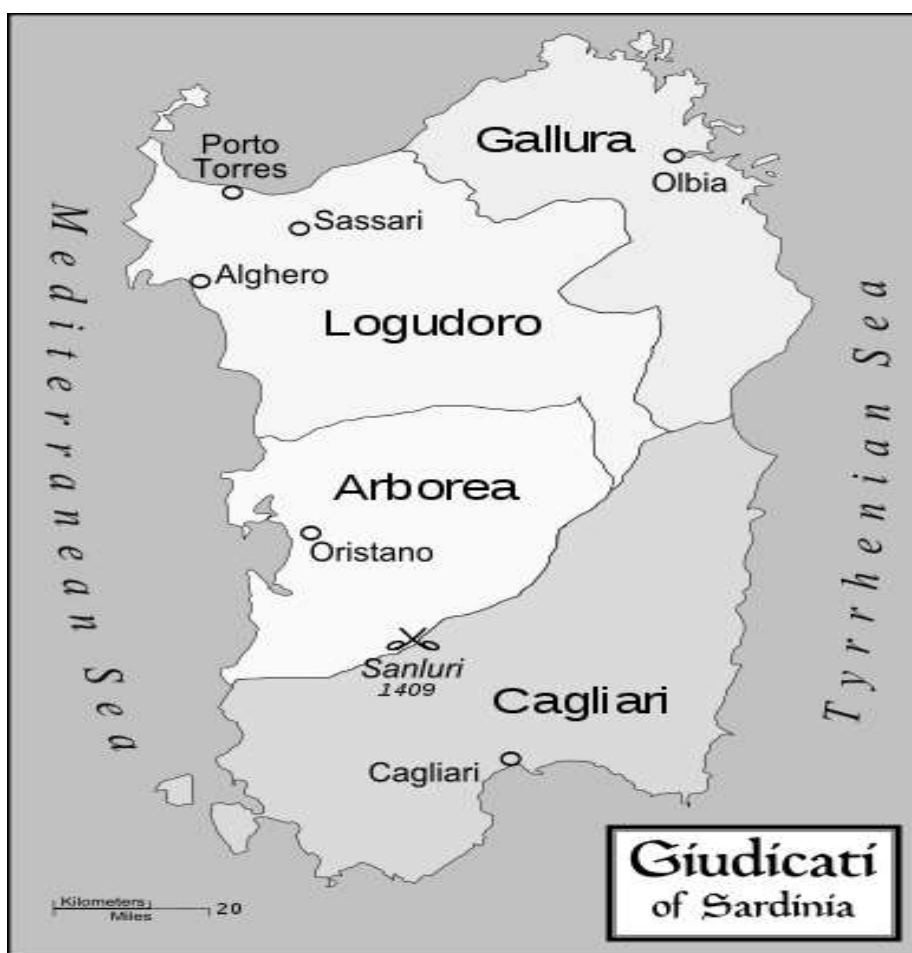 Gallura
Porto
Torres
Olbia
Sassari
Alghero
Logudoro
Mediterranean Sea
Tyrrhenian Sea
Arborea
Oristano
Sanluri
1409
Cagliari
Cagliari
Giudicati
of Sardinia
Kilometers
Miles
20